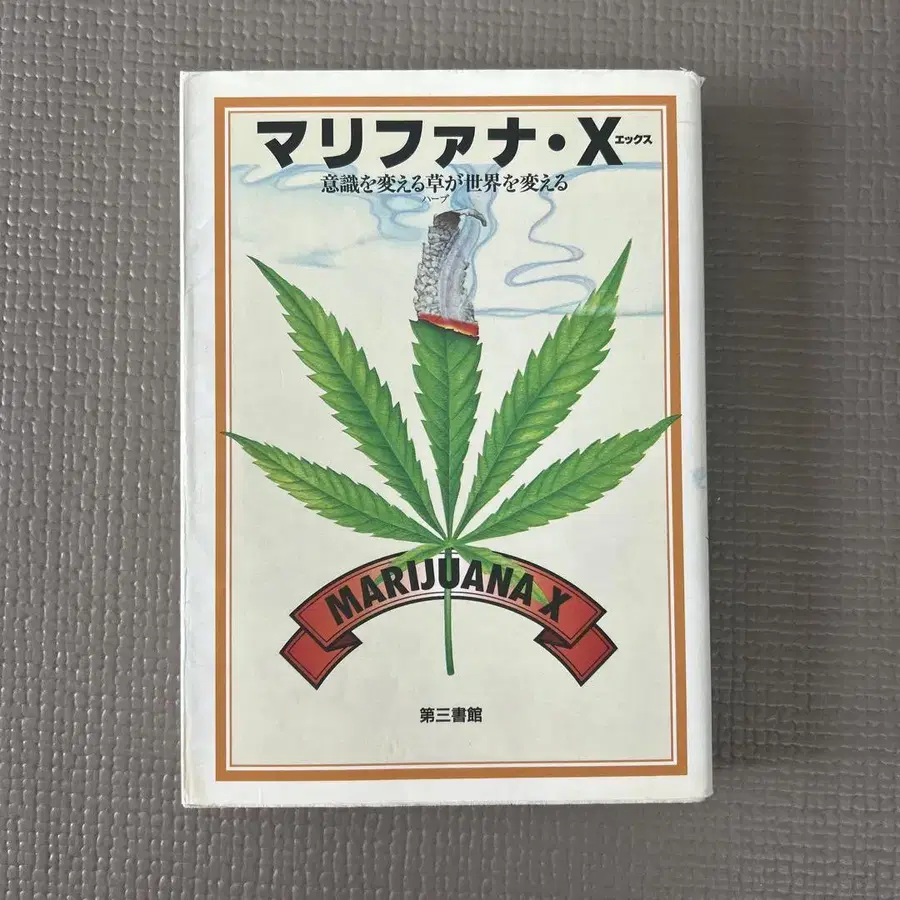 マリファナ・X
エックス
意識を変える草が世界を変える
ハーブ
MARIJUANA X
第三書館